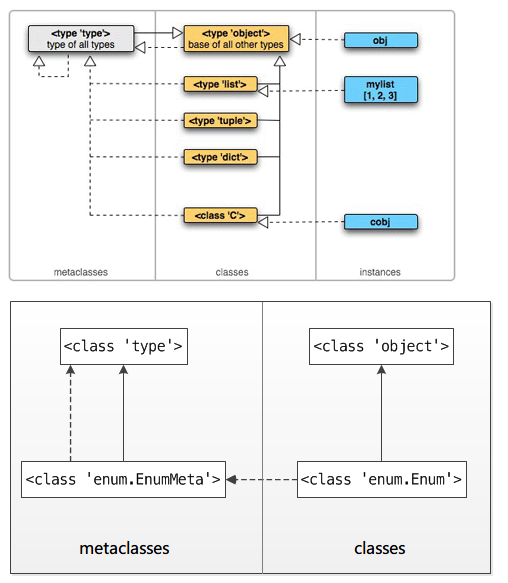 <type 'type'>
type of all types
<type 'object'>
base of all other types
obj
<type 'list'>
mylist
[1, 2, 3]
<type 'tuple'>
<type 'dict'>
<class 'C'>
cobj
metaclasses
classes
instances
<class 'type'>
<class 'object'>
<class 'enum.EnumMeta'>
<class 'enum.Enum'>
metaclasses
classes